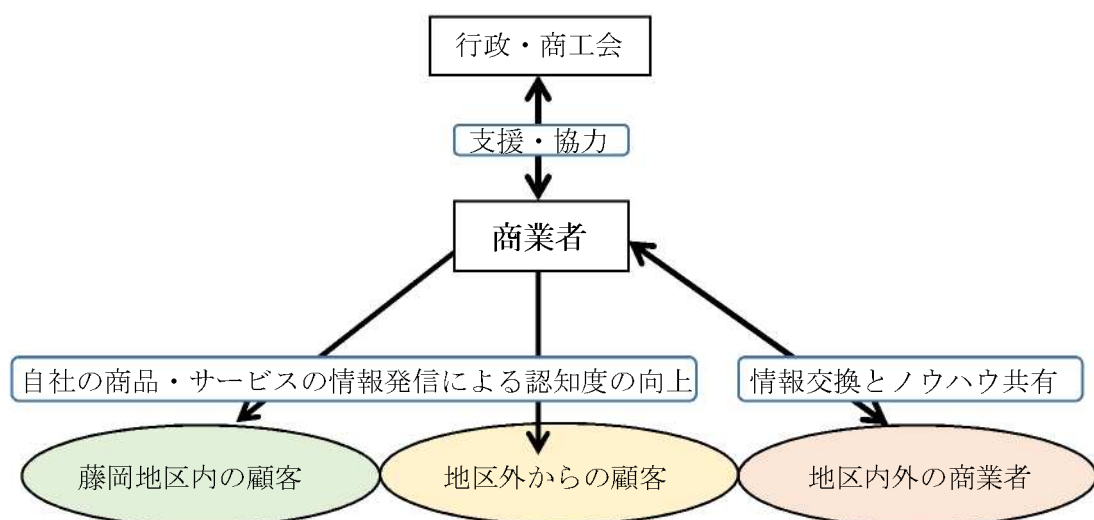 行政・商工会
支援・協力
商業者
自社の商品・サービスの情報発信による認知度の向上
情報交換とノウハウ共有
藤岡地区内の顧客
地区外からの顧客
地区内外の商業者